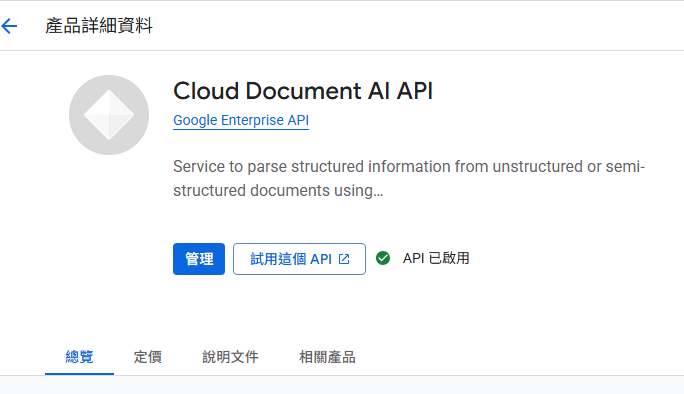 產品詳細資料
Cloud Document AI API
Google Enterprise API
Service to parse structured information from unstructured or semi-
structured documents using...
管理
試用這個 API
API 已啟用
總覽
定價
說明文件
相關產品